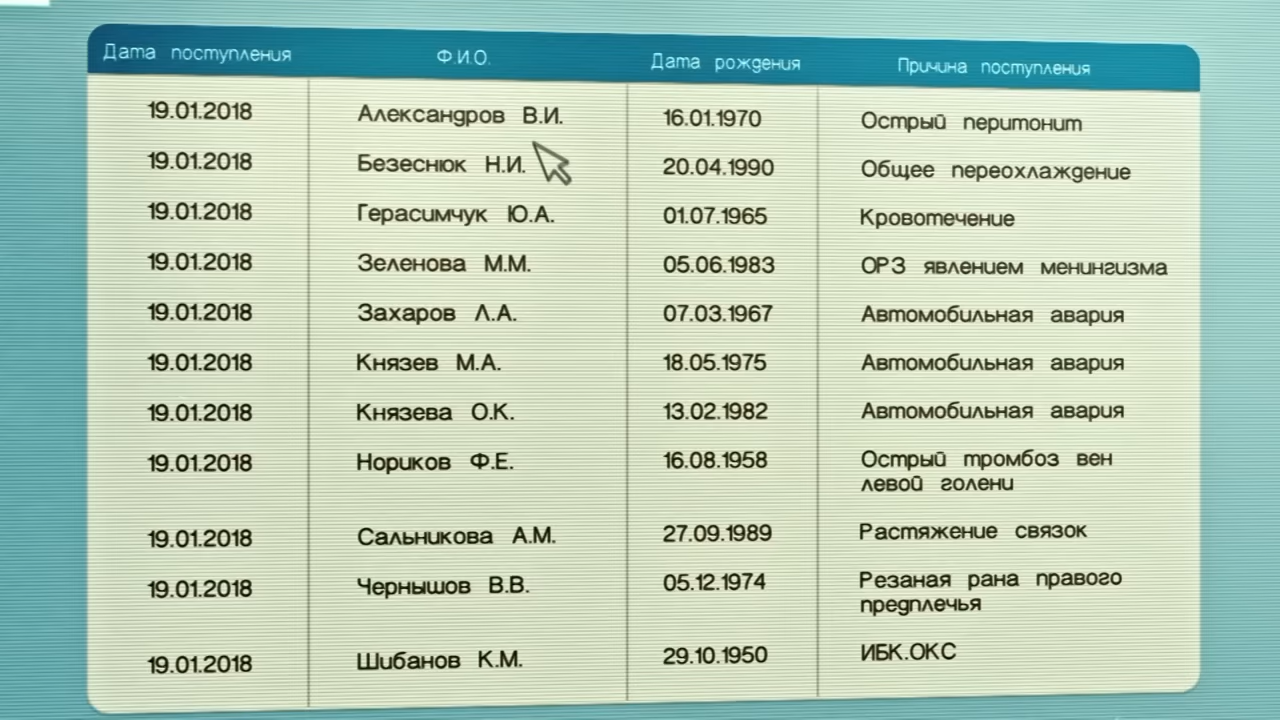 Дата поступления Ф.И.О. Дата рождения Причина поступления
19.01.2018 Александров В.И. 16.01.1970 Острый перитонит
19.01.2018 Безеснюк Н.И. 20.04.1990 Общее переохлаждение
19.01.2018 Герасимчук Ю.А. 01.07.1965 Кровотечение
19.01.2018 Зеленова М.М. 05.06.1983 ОРЗ явлением менингизма
19.01.2018 Захаров Л.А. 07.03.1967 Автомобильная авария
19.01.2018 Князев М.А. 18.05.1975 Автомобильная авария
19.01.2018 Князева О.К. 13.02.1982 Автомобильная авария
19.01.2018 Нориков Ф.Е. 16.08.1958 Острый тромбоз вен
левой голени
19.01.2018 Сальникова А.М. 27.09.1989 Растяжение связок
19.01.2018 Чернышов В.В. 05.12.1974 Резаная рана правого
предплечья
19.01.2018 Шибанов К.М. 29.10.1950 ИБК.ОКС